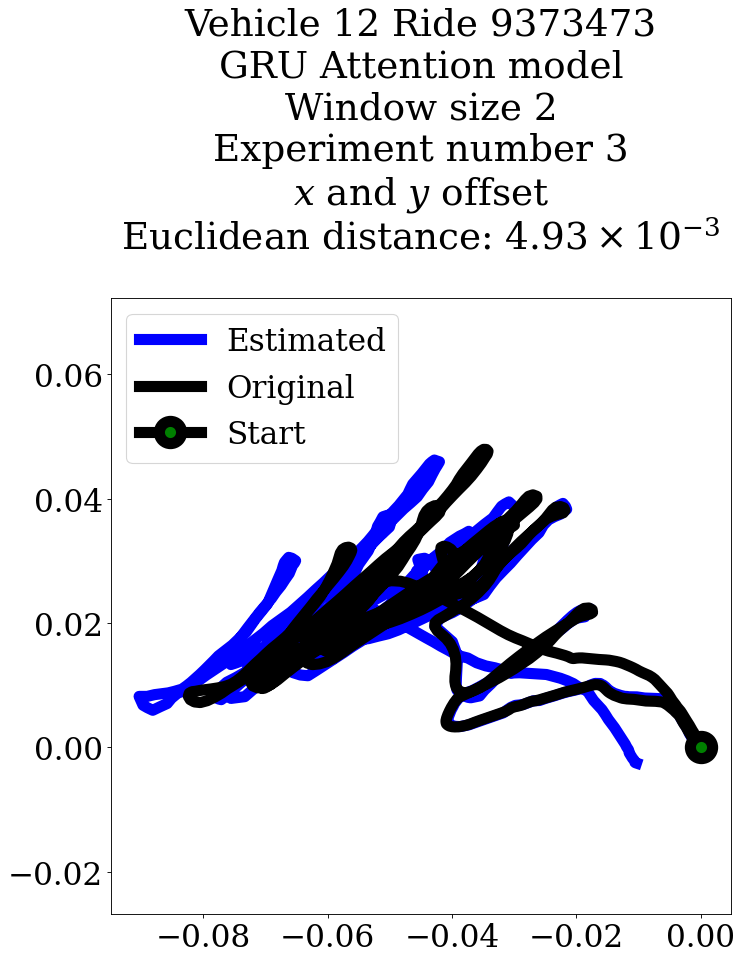 Vehicle 12 Ride 9373473
GRU Attention model
Window size 2
Experiment number 3
x and y offset
Euclidean distance: 4.93 × 10⁻³
Estimated
Original
Start
0.06
0.04
0.02
0.00
−0.02
−0.08
−0.06
−0.04
−0.02
0.00